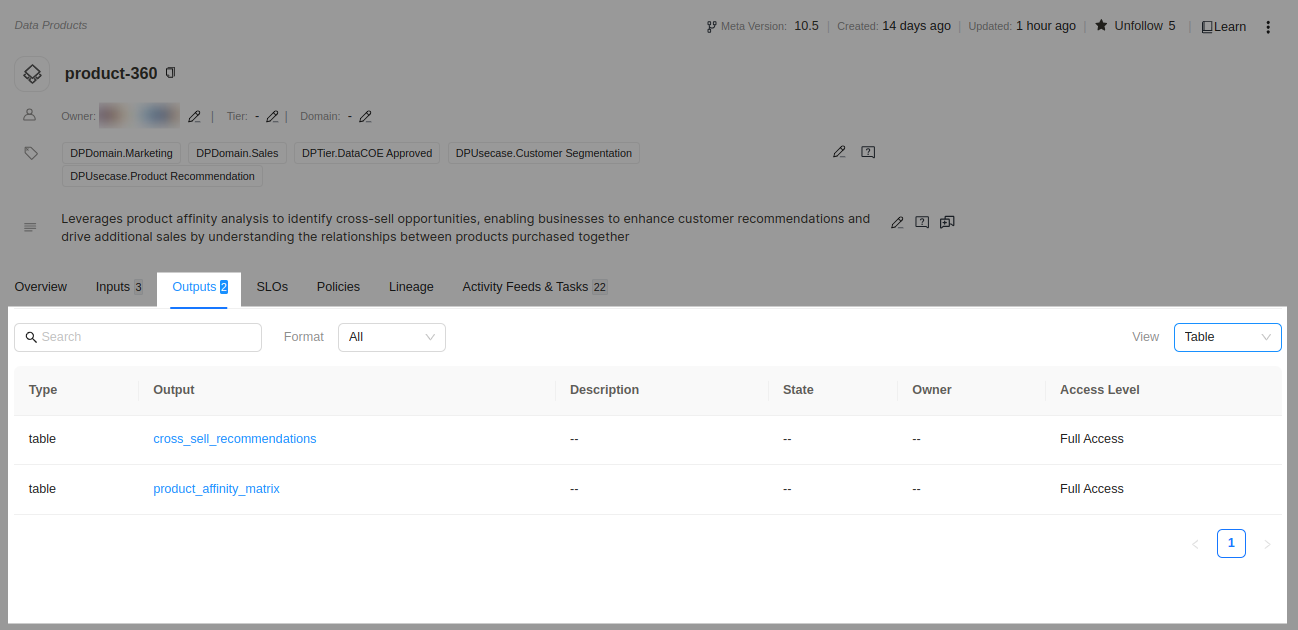 Data Products
Meta Version: 10.5 | Created: 14 days ago | Updated: 1 hour ago | Unfollow 5 | Learn
product-360
Owner: | Tier: - | Domain: -
DPDomain.Marketing DPDomain.Sales DPTier.DataCOE Approved DPUsecase.Customer Segmentation
DPUsecase.Product Recommendation
Leverages product affinity analysis to identify cross-sell opportunities, enabling businesses to enhance customer recommendations and
drive additional sales by understanding the relationships between products purchased together
Overview Inputs 3 Outputs 2 SLOs Policies Lineage Activity Feeds & Tasks 22
Search Format All View Table
Type Output Description State Owner Access Level
table cross_sell_recommendations -- -- -- Full Access
table product_affinity_matrix -- -- -- Full Access
< 1 >